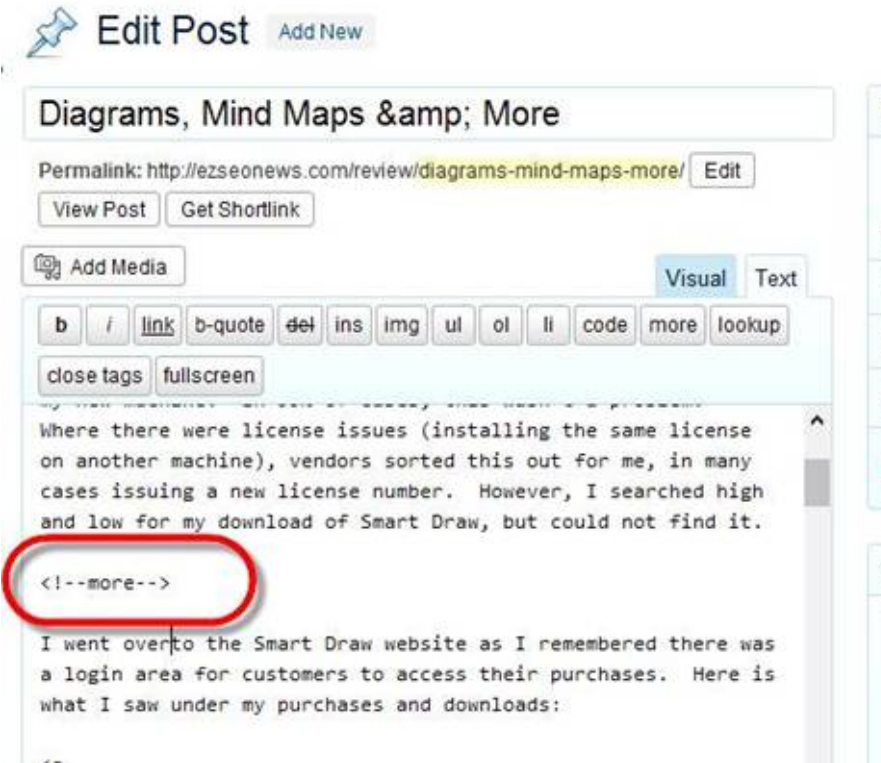 Edit Post Add New
Diagrams, Mind Maps &amp; More
Permalink: http://ezseonews.com/review/diagrams-mind-maps-more/ Edit
View Post Get Shortlink
Add Media
Visual Text
b i link b-quote del ins img ul ol li code more lookup
close tags fullscreen
Where there were license issues (installing the same license
on another machine), vendors sorted this out for me, in many
cases issuing a new license number. However, I searched high
and low for my download of Smart Draw, but could not find it.
<!--more-->
I went over to the Smart Draw website as I remembered there was
a login area for customers to access their purchases. Here is
what I saw under my purchases and downloads: